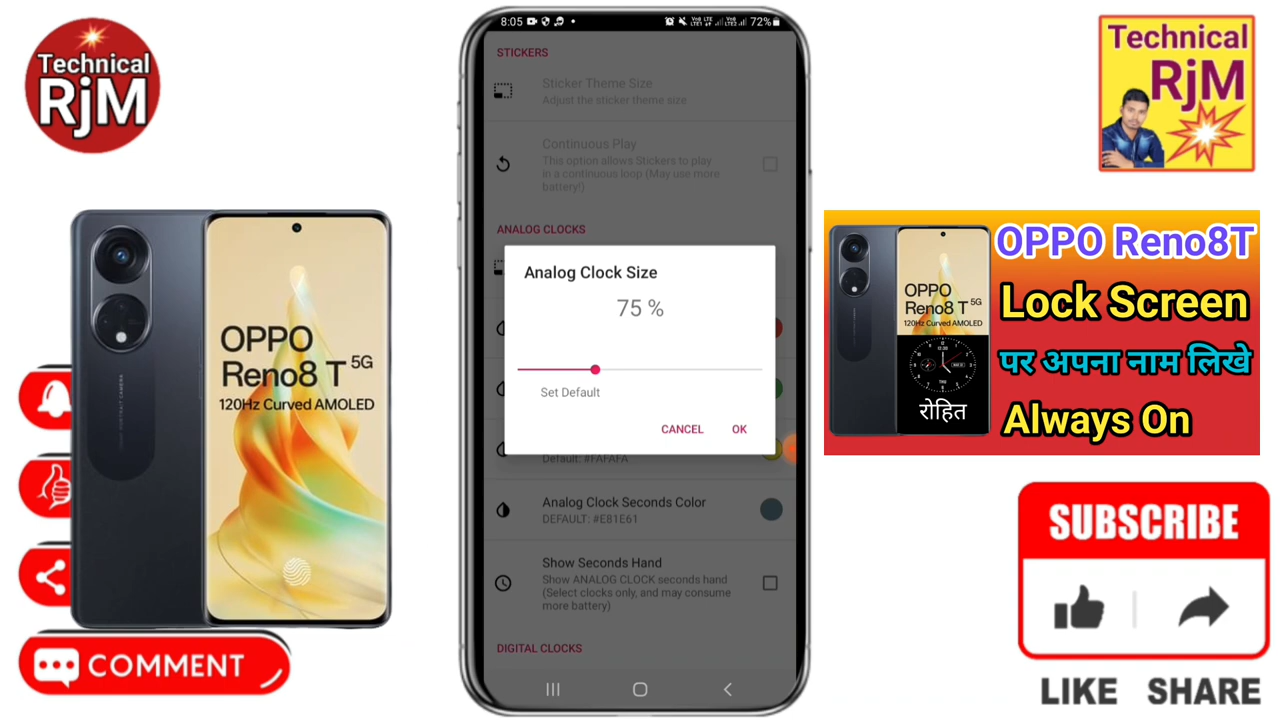 Technical
RjM
OPPO
Reno8 T 5G
120Hz Curved AMOLED
COMMENT
8:05
72%
STICKERS
Sticker Theme Size
Adjust the sticker theme size
Continuous Play
This option allows Stickers to play
in a continuous loop (May use more
battery!)
ANALOG CLOCKS
Analog Clock Size
75 %
Set Default
CANCEL OK
Default: #FAFAFA
Analog Clock Seconds Color
DEFAULT: #E81E61
Show Seconds Hand
Show ANALOG CLOCK seconds hand
(Select clocks only, and may consume
more battery)
DIGITAL CLOCKS
Technical
RjM
OPPO Reno8T
Lock Screen
पर अपना नाम लिखे
Always On
OPPO
Reno8 T 5G
120Hz Curved AMOLED
रोहित
SUBSCRIBE
LIKE SHARE